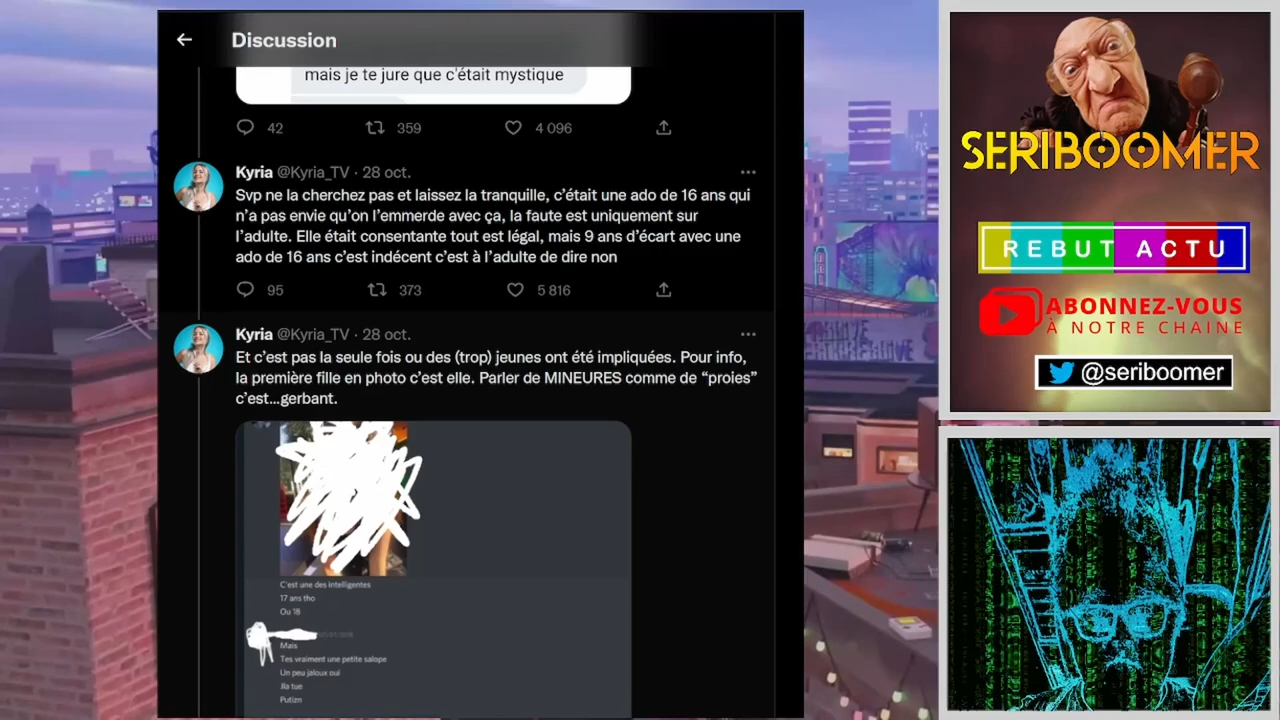 Discussion
mais je te jure que c'était mystique
42 359 4 096
Kyria @Kyria_TV · 28 oct.
Svp ne la cherchez pas et laissez la tranquille, c'était une ado de 16 ans qui
n'a pas envie qu'on l'emmerde avec ça, la faute est uniquement sur
l'adulte. Elle était consentante tout est légal, mais 9 ans d'écart avec une
ado de 16 ans c'est indécent c'est à l'adulte de dire non
95 373 5 816
Kyria @Kyria_TV · 28 oct.
Et c'est pas la seule fois ou des (trop) jeunes ont été impliquées. Pour info,
la première fille en photo c'est elle. Parler de MINEURES comme de “proies”
c'est...gerbant.
C'est une des intelligentes
17 ans tho
Ou 18
Mais
Tes vraiment une petite salope
Un peu jaloux oui
Jla tue
Putizn
SERIBOOMER
REBUT ACTU
ABONNEZ-VOUS
À NOTRE CHAINE
@seriboomer